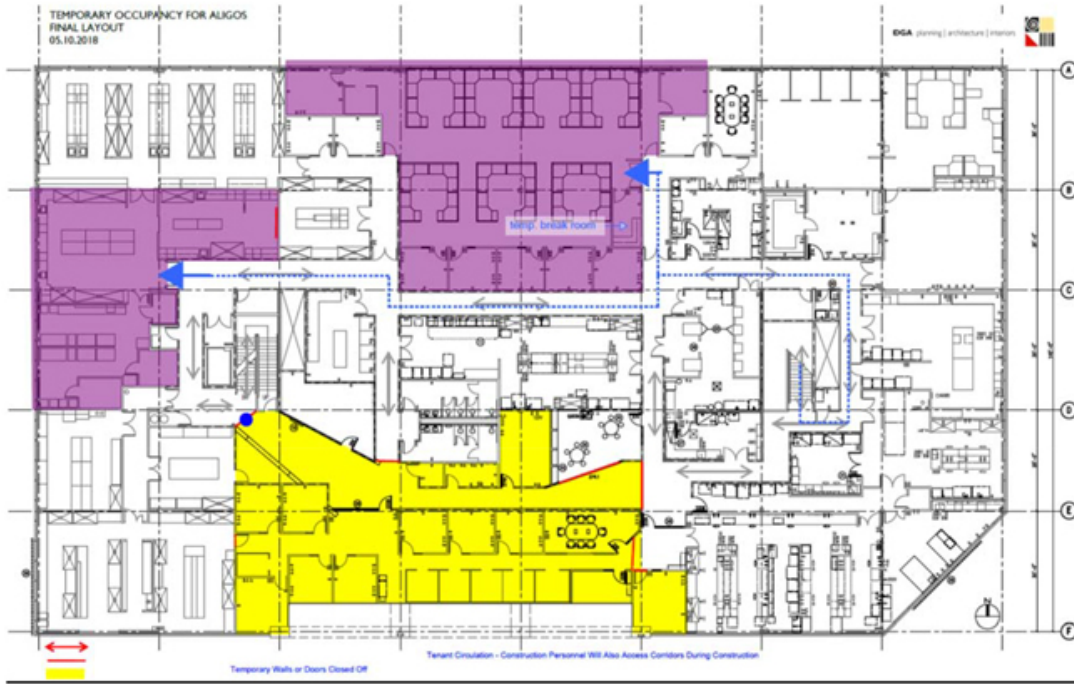 TEMPORARY OCCUPANCY FOR ALIGOS
FINAL LAYOUT
05.10.2018
DGA planning | architecture | interiors
A
B
temp. break room
C
D
E
N
F
Tenant Circulation - Construction Personnel Will Also Access Corridors During Construction
Temporary Walls or Doors Closed Off